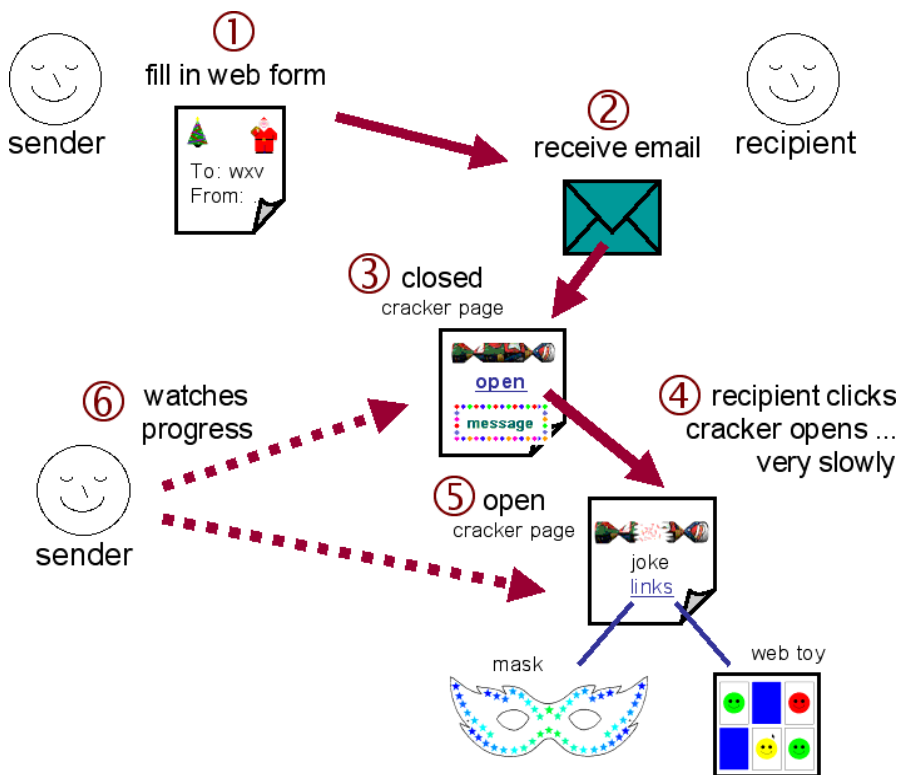 ①
fill in web form
sender
To: wxv
From: .
②
receive email
recipient
③ closed
cracker page
open
message
④ recipient clicks
cracker opens ...
very slowly
⑤ open
cracker page
joke
links
⑥ watches
progress
sender
mask
web toy